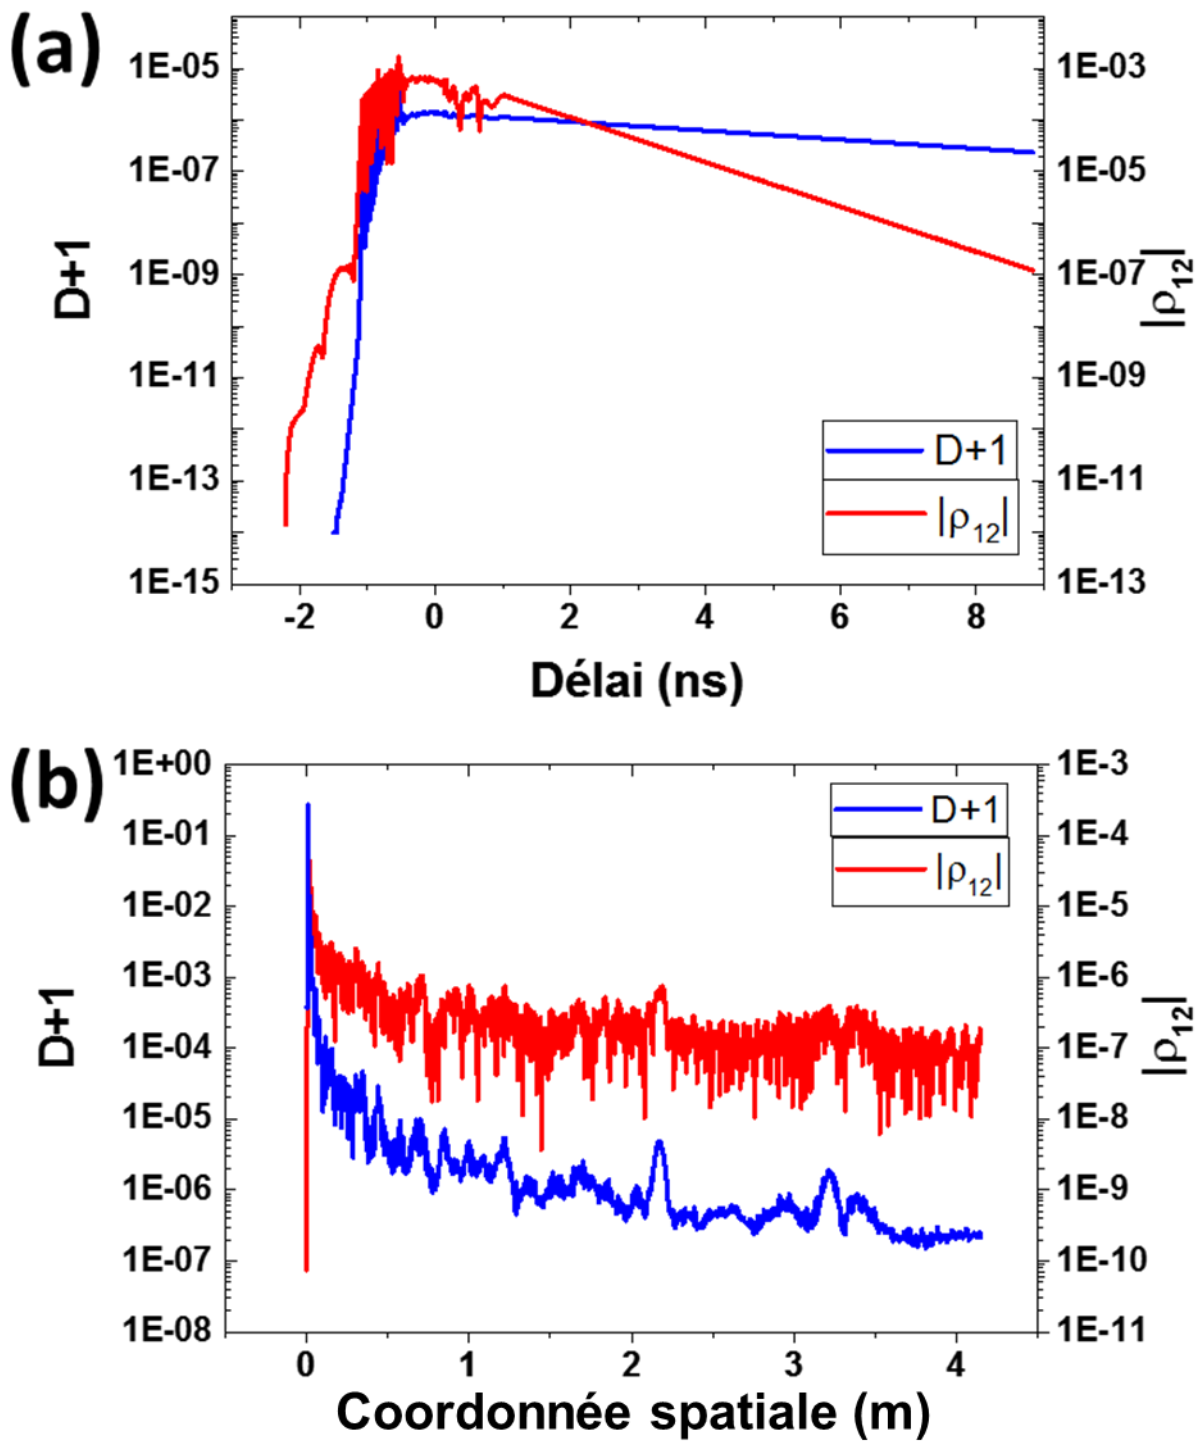 (a)
1E-05
1E-07
1E-09
1E-11
1E-13
1E-15
D+1
1E-03
1E-05
1E-07
1E-09
1E-11
1E-13
|ρ12|
D+1
|ρ12|
-2 0 2 4 6 8
Délai (ns)
(b)
1E+00
1E-01
1E-02
1E-03
1E-04
1E-05
1E-06
1E-07
1E-08
D+1
1E-3
1E-4
1E-5
1E-6
1E-7
1E-8
1E-9
1E-10
1E-11
|ρ12|
D+1
|ρ12|
0 1 2 3 4
Coordonnée spatiale (m)